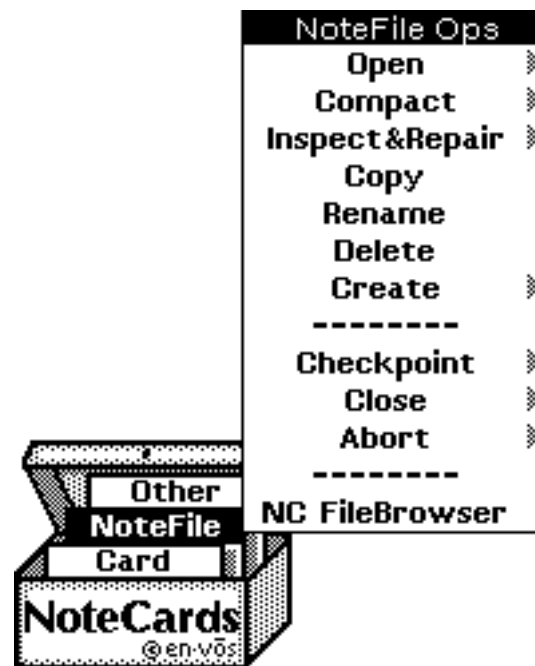 NoteFile Ops
Open
Compact
Inspect&Repair
Copy
Rename
Delete
Create
--------
Checkpoint
Close
Abort
--------
NC FileBrowser
Other
NoteFile
Card
NoteCards
©en·vōs